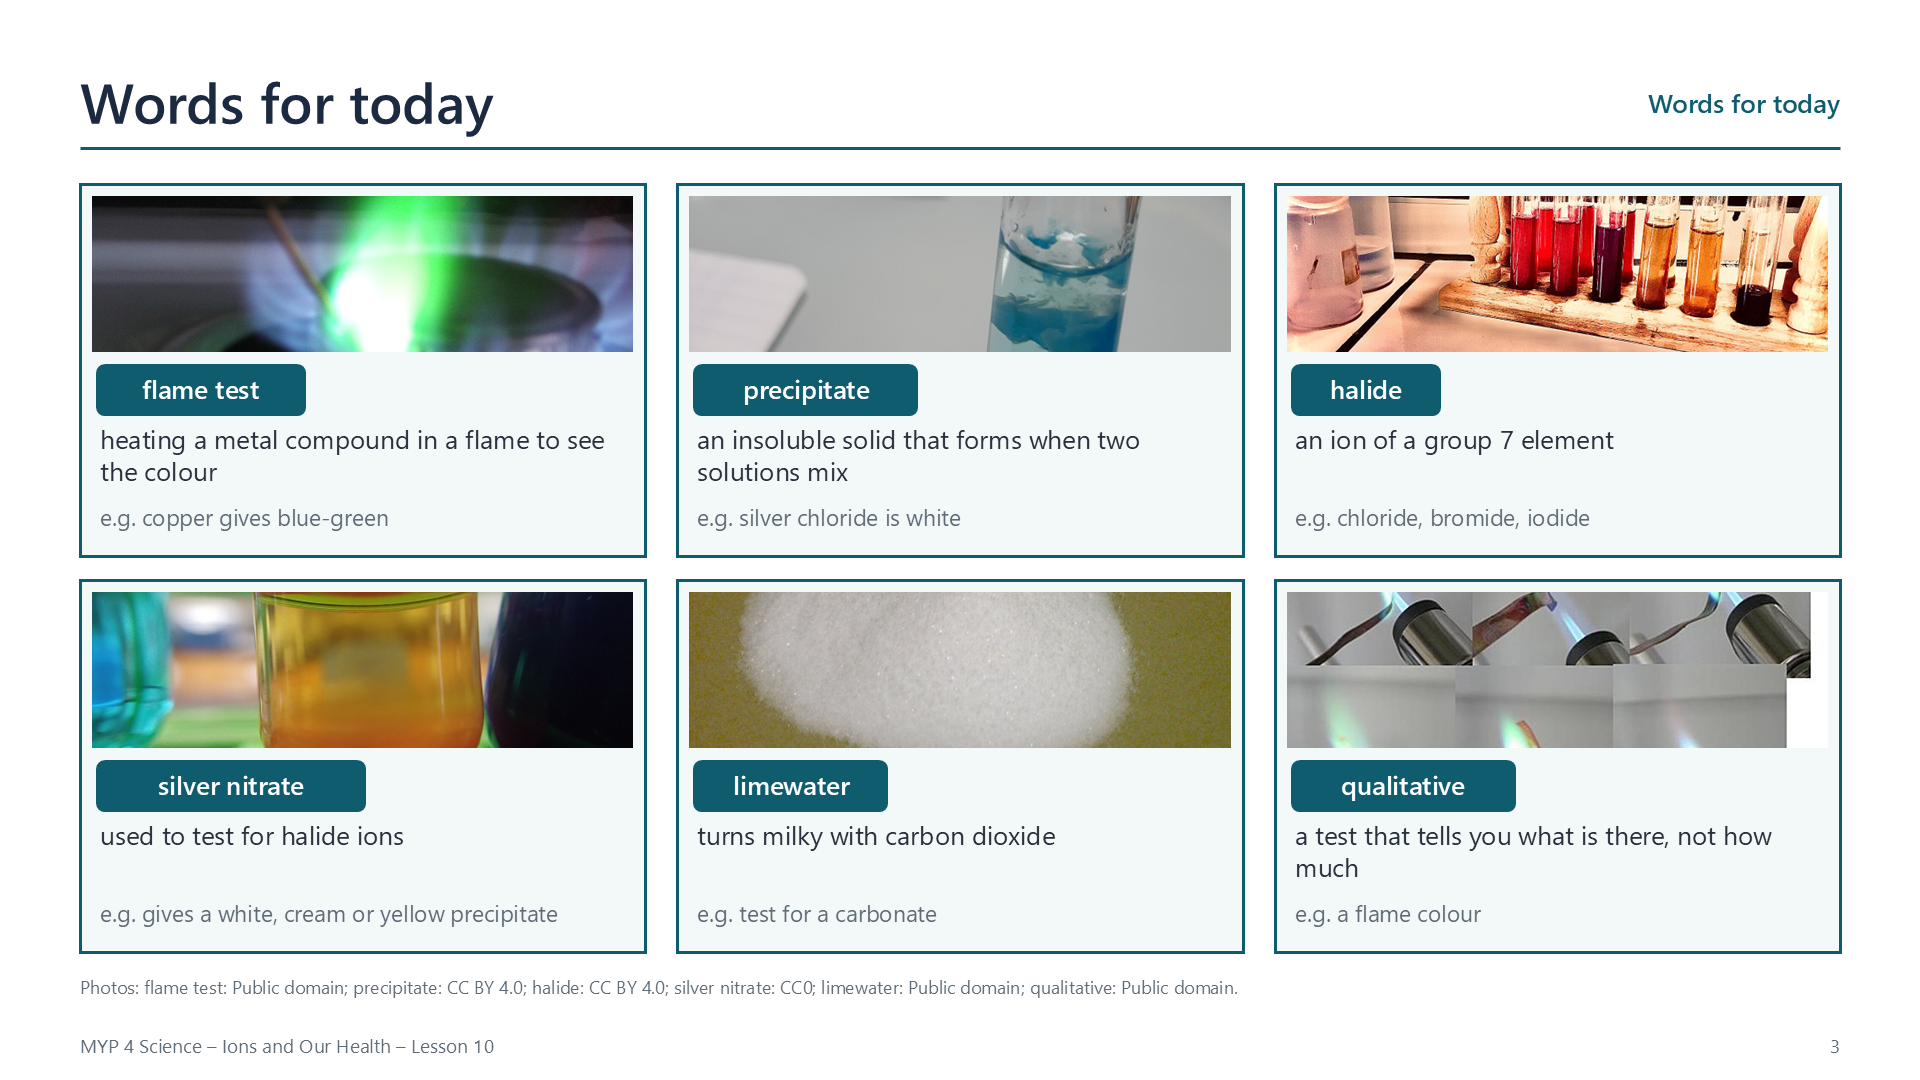 Words for today
Words for today
flame test
heating a metal compound in a flame to see
the colour
e.g. copper gives blue-green
precipitate
an insoluble solid that forms when two
solutions mix
e.g. silver chloride is white
halide
an ion of a group 7 element
e.g. chloride, bromide, iodide
silver nitrate
used to test for halide ions
e.g. gives a white, cream or yellow precipitate
limewater
turns milky with carbon dioxide
e.g. test for a carbonate
qualitative
a test that tells you what is there, not how
much
e.g. a flame colour
Photos: flame test: Public domain; precipitate: CC BY 4.0; halide: CC BY 4.0; silver nitrate: CC0; limewater: Public domain; qualitative: Public domain.
MYP 4 Science – Ions and Our Health – Lesson 10
3